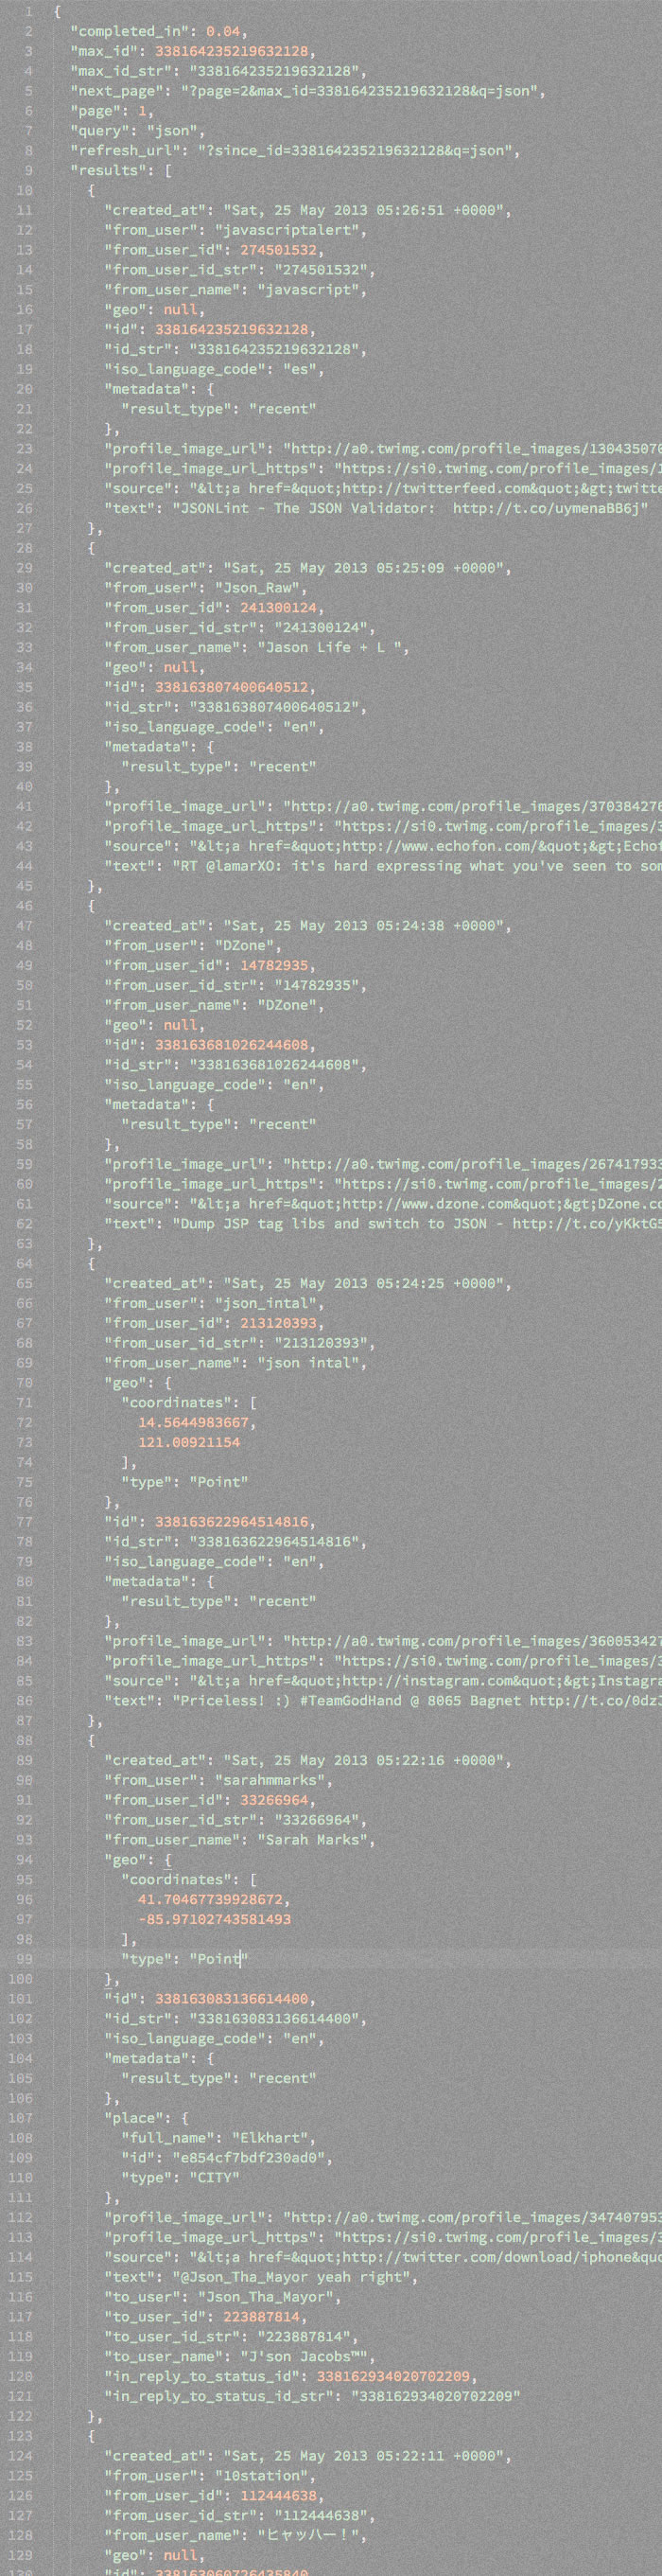 1 {
2 "completed_in": 0.04,
3 "max_id": 338164235219632128,
4 "max_id_str": "338164235219632128",
5 "next_page": "?page=2&max_id=338164235219632128&q=json",
6 "page": 1,
7 "query": "json",
8 "refresh_url": "?since_id=338164235219632128&q=json",
9 "results": [
10 {
11 "created_at": "Sat, 25 May 2013 05:26:51 +0000",
12 "from_user": "javascriptalert",
13 "from_user_id": 274501532,
14 "from_user_id_str": "274501532",
15 "from_user_name": "javascript",
16 "geo": null,
17 "id": 338164235219632128,
18 "id_str": "338164235219632128",
19 "iso_language_code": "es",
20 "metadata": {
21 "result_type": "recent"
22 },
23 "profile_image_url": "http://a0.twimg.com/profile_images/130435070
24 "profile_image_url_https": "https://si0.twimg.com/profile_images/1
25 "source": "&lt;a href=&quot;http://twitterfeed.com&quot;&gt;twitte
26 "text": "JSONLint - The JSON Validator:  http://t.co/uymenaBB6j"
27 },
28 {
29 "created_at": "Sat, 25 May 2013 05:25:09 +0000",
30 "from_user": "Json_Raw",
31 "from_user_id": 241300124,
32 "from_user_id_str": "241300124",
33 "from_user_name": "Jason Life + L ",
34 "geo": null,
35 "id": 338163807400640512,
36 "id_str": "338163807400640512",
37 "iso_language_code": "en",
38 "metadata": {
39 "result_type": "recent"
40 },
41 "profile_image_url": "http://a0.twimg.com/profile_images/370384276
42 "profile_image_url_https": "https://si0.twimg.com/profile_images/3
43 "source": "&lt;a href=&quot;http://www.echofon.com/&quot;&gt;Echof
44 "text": "RT @lamarXO: it's hard expressing what you've seen to som
45 },
46 {
47 "created_at": "Sat, 25 May 2013 05:24:38 +0000",
48 "from_user": "DZone",
49 "from_user_id": 14782935,
50 "from_user_id_str": "14782935",
51 "from_user_name": "DZone",
52 "geo": null,
53 "id": 338163681026244608,
54 "id_str": "338163681026244608",
55 "iso_language_code": "en",
56 "metadata": {
57 "result_type": "recent"
58 },
59 "profile_image_url": "http://a0.twimg.com/profile_images/267417933
60 "profile_image_url_https": "https://si0.twimg.com/profile_images/2
61 "source": "&lt;a href=&quot;http://www.dzone.com&quot;&gt;DZone.co
62 "text": "Dump JSP tag libs and switch to JSON - http://t.co/yKktG5
63 },
64 {
65 "created_at": "Sat, 25 May 2013 05:24:25 +0000",
66 "from_user": "json_intal",
67 "from_user_id": 213120393,
68 "from_user_id_str": "213120393",
69 "from_user_name": "json intal",
70 "geo": {
71 "coordinates": [
72 14.5644983667,
73 121.00921154
74 ],
75 "type": "Point"
76 },
77 "id": 338163622964514816,
78 "id_str": "338163622964514816",
79 "iso_language_code": "en",
80 "metadata": {
81 "result_type": "recent"
82 },
83 "profile_image_url": "http://a0.twimg.com/profile_images/360053427
84 "profile_image_url_https": "https://si0.twimg.com/profile_images/3
85 "source": "&lt;a href=&quot;http://instagram.com&quot;&gt;Instagra
86 "text": "Priceless! :) #TeamGodHand @ 8065 Bagnet http://t.co/0dzJ
87 },
88 {
89 "created_at": "Sat, 25 May 2013 05:22:16 +0000",
90 "from_user": "sarahmmarks",
91 "from_user_id": 33266964,
92 "from_user_id_str": "33266964",
93 "from_user_name": "Sarah Marks",
94 "geo": {
95 "coordinates": [
96 41.70467739928672,
97 -85.97102743581493
98 ],
99 "type": "Point"
100 },
101 "id": 338163083136614400,
102 "id_str": "338163083136614400",
103 "iso_language_code": "en",
104 "metadata": {
105 "result_type": "recent"
106 },
107 "place": {
108 "full_name": "Elkhart",
109 "id": "e854cf7bdf230ad0",
110 "type": "CITY"
111 },
112 "profile_image_url": "http://a0.twimg.com/profile_images/347407953
113 "profile_image_url_https": "https://si0.twimg.com/profile_images/3
114 "source": "&lt;a href=&quot;http://twitter.com/download/iphone&quo
115 "text": "@Json_Tha_Mayor yeah right",
116 "to_user": "Json_Tha_Mayor",
117 "to_user_id": 223887814,
118 "to_user_id_str": "223887814",
119 "to_user_name": "J'son Jacobs™",
120 "in_reply_to_status_id": 338162934020702209,
121 "in_reply_to_status_id_str": "338162934020702209"
122 },
123 {
124 "created_at": "Sat, 25 May 2013 05:22:11 +0000",
125 "from_user": "10station",
126 "from_user_id": 112444638,
127 "from_user_id_str": "112444638",
128 "from_user_name": "ヒャッハー！",
129 "geo": null,
130 "id": 338163060726435840,